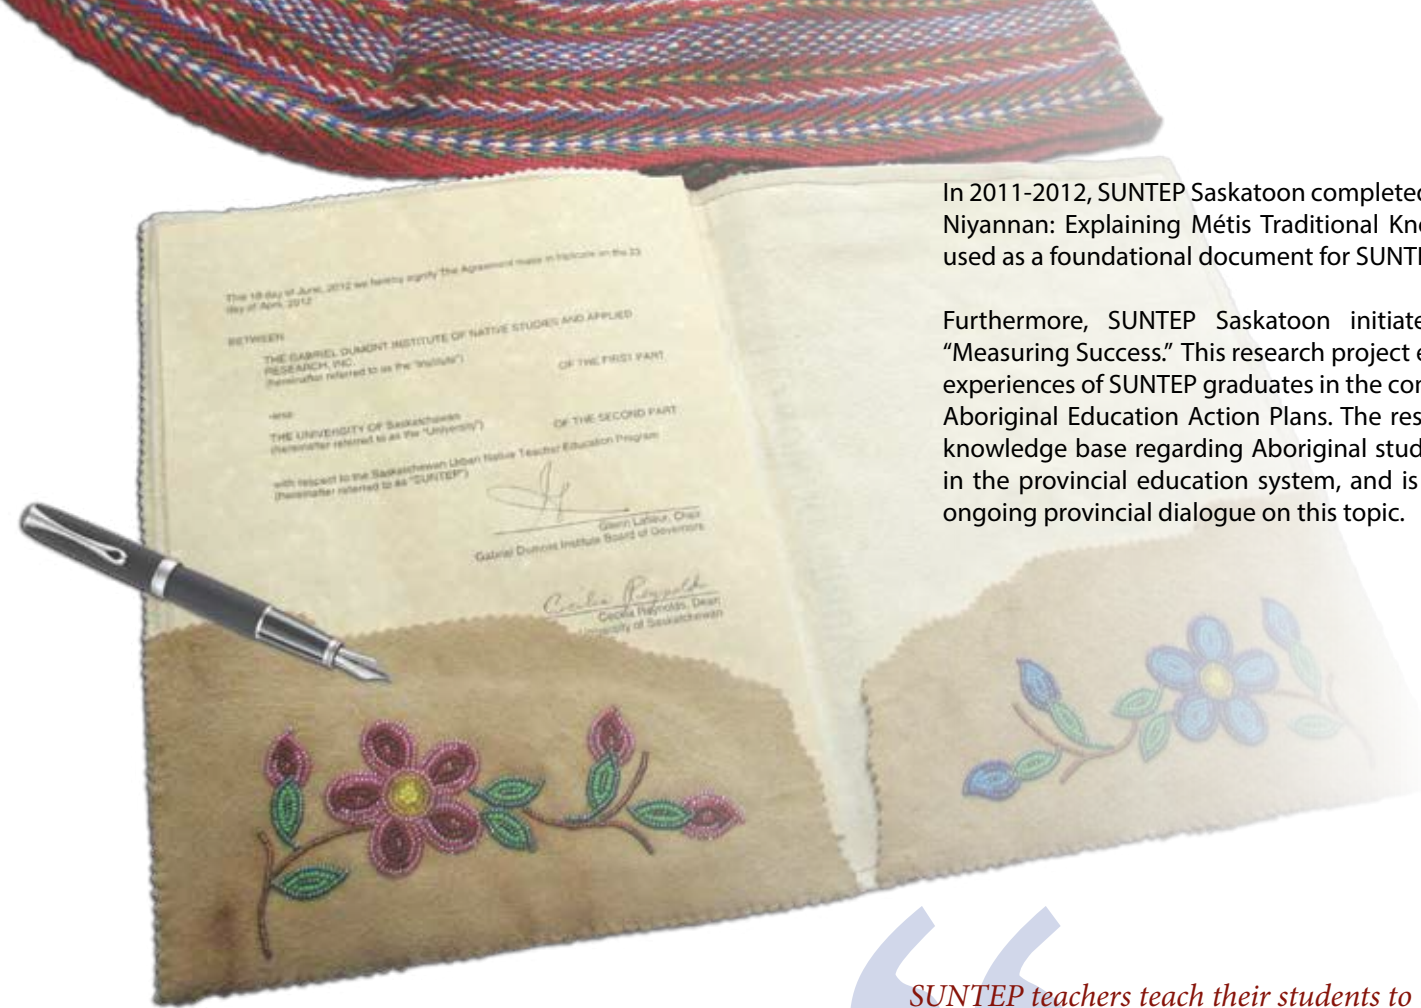 This 18 day of June, 2012 we hereby signify The Agreement made in triplicate on the 23
day of April, 2012
BETWEEN
THE GABRIEL DUMONT INSTITUTE OF NATIVE STUDIES AND APPLIED
RESEARCH, INC.
(hereinafter referred to as the "Institute")
OF THE FIRST PART
-and-
THE UNIVERSITY OF Saskatchewan
(hereinafter referred to as the "University")
OF THE SECOND PART
with respect to the Saskatchewan Urban Native Teacher Education Program
(hereinafter referred to as "SUNTEP")
Glenn Lafleur, Chair
Gabriel Dumont Institute Board of Governors
Cecilia Reynolds
Cecilia Reynolds, Dean
University of Saskatchewan
In 2011-2012, SUNTEP Saskatoon completed
Niyannan: Explaining Métis Traditional Kno
used as a foundational document for SUNTE
Furthermore, SUNTEP Saskatoon initiate
“Measuring Success.” This research project e
experiences of SUNTEP graduates in the con
Aboriginal Education Action Plans. The res
knowledge base regarding Aboriginal stud
in the provincial education system, and is
ongoing provincial dialogue on this topic.
“
SUNTEP teachers teach their students to